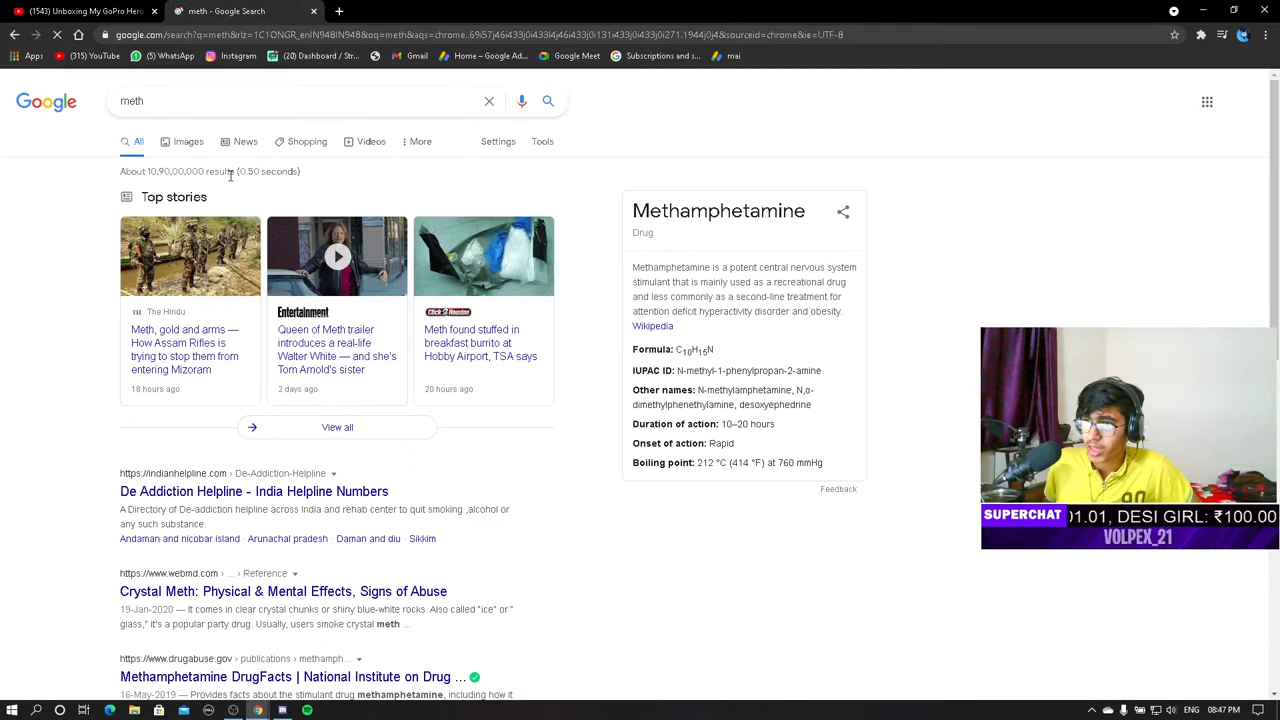 (1543) Unboxing My GoPro Hero
meth - Google Search
google.com/search?q=meth&rlz=1C1ONGR_enIN948IN948&oq=meth&aqs=chrome..69i57j46i433j0i433l4j46i433j0i131i433j0i433j0i271.1944j0j4&sourceid=chrome&ie=UTF-8
Apps
(315) YouTube
(5) WhatsApp
Instagram
(20) Dashboard / Str...
Gmail
Home – Google Ad...
Google Meet
Subscriptions and s...
mai
Google
meth
All
Images
News
Shopping
Videos
More
Settings
Tools
About 10,90,00,000 results (0.50 seconds)
Top stories
The Hindu
Meth, gold and arms —
How Assam Rifles is
trying to stop them from
entering Mizoram
18 hours ago
Entertainment
Queen of Meth trailer
introduces a real-life
Walter White — and she's
Tom Arnold's sister
2 days ago
Click2Houston
Meth found stuffed in
breakfast burrito at
Hobby Airport, TSA says
20 hours ago
View all
https://indianhelpline.com › De-Addiction-Helpline
De Addiction Helpline - India Helpline Numbers
A Directory of De-addiction helpline across India and rehab center to quit smoking ,alcohol or
any such substance.
Andaman and nicobar island · Arunachal pradesh · Daman and diu · Sikkim
https://www.webmd.com › ... › Reference
Crystal Meth: Physical & Mental Effects, Signs of Abuse
19-Jan-2020 — It comes in clear crystal chunks or shiny blue-white rocks. Also called "ice" or "
glass," it's a popular party drug. Usually, users smoke crystal meth ...
https://www.drugabuse.gov › publications › methamph...
Methamphetamine DrugFacts | National Institute on Drug ...
16-May-2019 — Provides facts about the stimulant drug methamphetamine, including how it
Methamphetamine
Drug
Methamphetamine is a potent central nervous system
stimulant that is mainly used as a recreational drug
and less commonly as a second-line treatment for
attention deficit hyperactivity disorder and obesity.
Wikipedia
Formula: C10H15N
IUPAC ID: N-methyl-1-phenylpropan-2-amine
Other names: N-methylamphetamine, N,α-
dimethylphenethylamine, desoxyephedrine
Duration of action: 10–20 hours
Onset of action: Rapid
Boiling point: 212 °C (414 °F) at 760 mmHg
Feedback
SUPERCHAT 01.01, DESI GIRL: ₹100.00
VOLPEX_21
ENG 08:47 PM